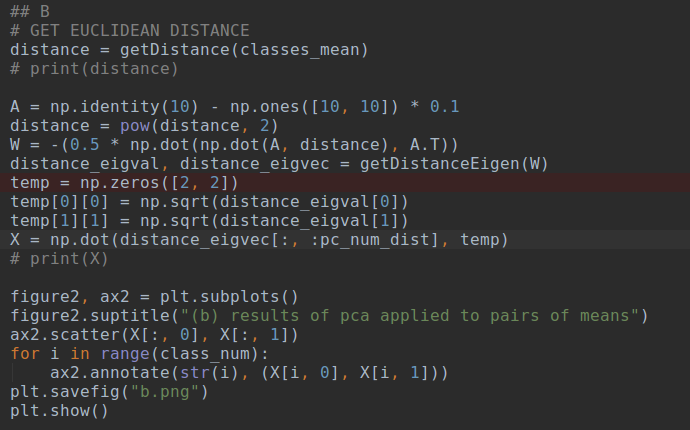 ## B
# GET EUCLIDEAN DISTANCE
distance = getDistance(classes_mean)
# print(distance)
A = np.identity(10) - np.ones([10, 10]) * 0.1
distance = pow(distance, 2)
W = -(0.5 * np.dot(np.dot(A, distance), A.T))
distance_eigval, distance_eigvec = getDistanceEigen(W)
temp = np.zeros([2, 2])
temp[0][0] = np.sqrt(distance_eigval[0])
temp[1][1] = np.sqrt(distance_eigval[1])
X = np.dot(distance_eigvec[:, :pc_num_dist], temp)
# print(X)
figure2, ax2 = plt.subplots()
figure2.suptitle("(b) results of pca applied to pairs of means")
ax2.scatter(X[:, 0], X[:, 1])
for i in range(class_num):
    ax2.annotate(str(i), (X[i, 0], X[i, 1]))
plt.savefig("b.png")
plt.show()